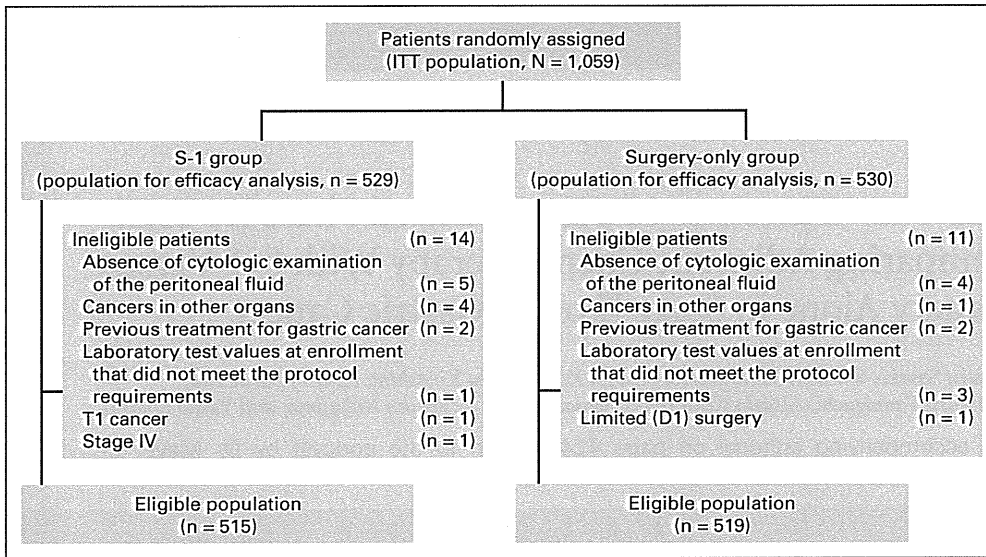 Patients randomly assigned
(ITT population, N = 1,059)
S-1 group
(population for efficacy analysis, n = 529)
Ineligible patients (n = 14)
Absence of cytologic examination
of the peritoneal fluid (n = 5)
Cancers in other organs (n = 4)
Previous treatment for gastric cancer (n = 2)
Laboratory test values at enrollment
that did not meet the protocol
requirements (n = 1)
T1 cancer (n = 1)
Stage IV (n = 1)
Eligible population
(n = 515)
Surgery-only group
(population for efficacy analysis, n = 530)
Ineligible patients (n = 11)
Absence of cytologic examination
of the peritoneal fluid (n = 4)
Cancers in other organs (n = 1)
Previous treatment for gastric cancer (n = 2)
Laboratory test values at enrollment
that did not meet the protocol
requirements (n = 3)
Limited (D1) surgery (n = 1)
Eligible population
(n = 519)